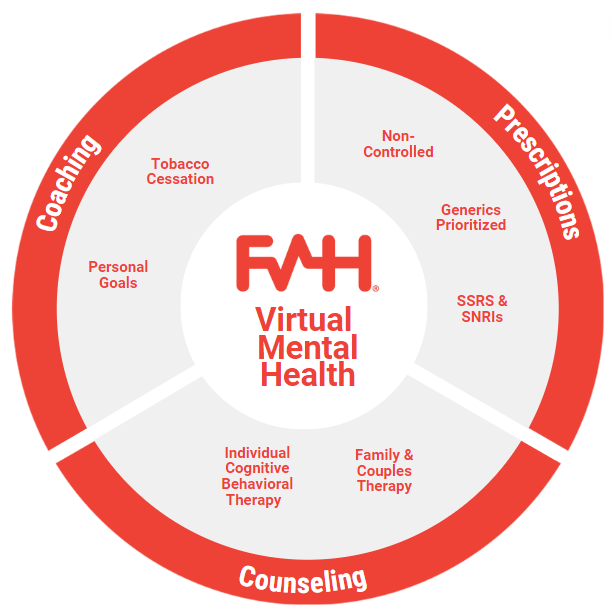 Coaching
Tobacco
Cessation
Personal
Goals
Prescriptions
Non-
Controlled
Generics
Prioritized
SSRS &
SNRIs
FAH®
Virtual
Mental
Health
Individual
Cognitive
Behavioral
Therapy
Family &
Couples
Therapy
Counseling